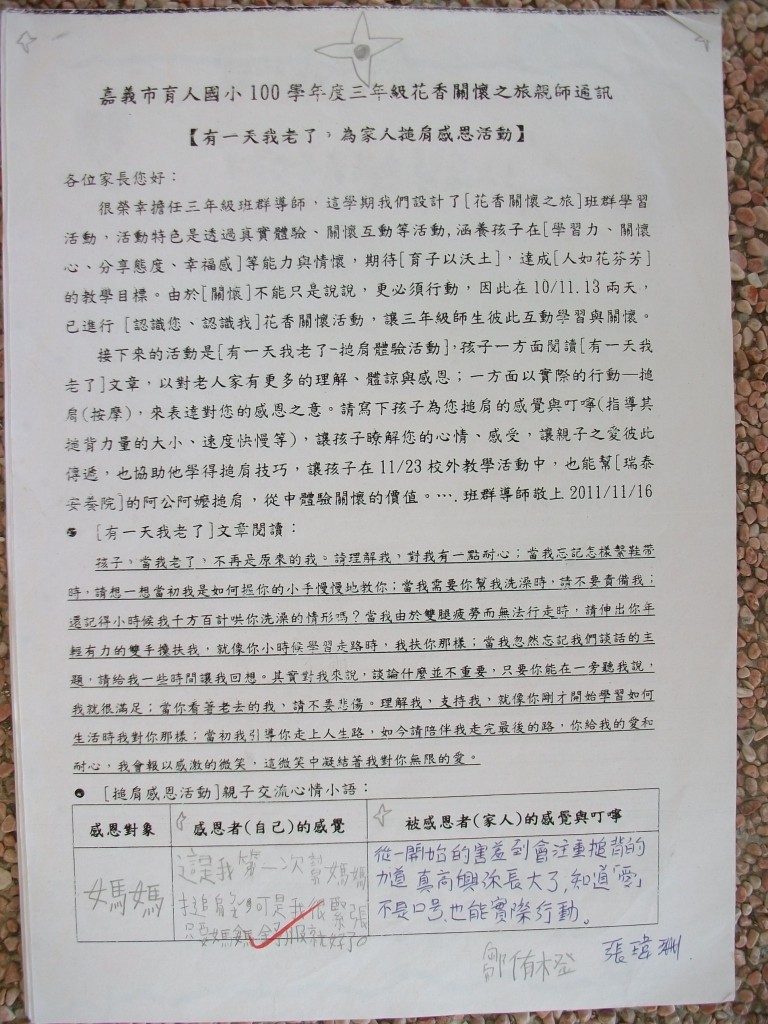 嘉義市育人國小100學年度三年級花香關懷之旅親師通訊
【有一天我老了，為家人搥肩感恩活動】
各位家長您好：
很榮幸擔任三年級班群導師，這學期我們設計了[花香關懷之旅]班群學習
活動，活動特色是透過真實體驗、關懷互動等活動,涵養孩子在[學習力、關懷
心、分享態度、幸福感]等能力與情懷，期待[育子以沃土]，達成[人如花芬芳]
的教學目標。由於[關懷]不能只是說說，更必須行動，因此在10/11.13兩天，
已進行 [認識您、認識我]花香關懷活動，讓三年級師生彼此互動學習與關懷。
接下來的活動是[有一天我老了-搥肩體驗活動]，孩子一方面閱讀[有一天我
老了]文章，以對老人家有更多的理解、體諒與感恩；一方面以實際的行動—搥
肩(按摩)，來表達對您的感恩之意。請寫下孩子為您搥肩的感覺與叮嚀(指導其
搥背力量的大小、速度快慢等)，讓孩子瞭解您的心情、感受，讓親子之愛彼此
傳遞，也協助他學得搥肩技巧，讓孩子在11/23校外教學活動中，也能幫[瑞泰
安養院]的阿公阿嬤搥肩，從中體驗關懷的價值。….班群導師敬上2011/11/16
[有一天我老了]文章閱讀：
孩子，當我老了，不再是原來的我。請理解我，對我有一點耐心；當我忘記怎樣繫鞋帶
時，請想一想當初我是如何握你的小手慢慢地教你；當我需要你幫我洗澡時，請不要責備我；
還記得小時候我千方百計哄你洗澡的情形嗎？當我由於雙腿疲勞而無法行走時，請伸出你年
輕有力的雙手攙扶我，就像你小時候學習走路時，我扶你那樣；當我忽然忘記我們談話的主
題，請給我一些時間讓我回想。其實對我來說，談論什麼並不重要，只要你能在一旁聽我說，
我就很滿足；當你看著老去的我，請不要悲傷。理解我，支持我，就像你剛才開始學習如何
生活時我對你那樣；當初我引導你走上人生路，如今請陪伴我走完最後的路，你給我的愛和
耐心，我會報以感激的微笑，這微笑中凝結著我對你無限的愛。
[搥肩感恩活動]親子交流心情小語：
感恩對象 感恩者(自己)的感覺 被感恩者(家人)的感覺與叮嚀
媽媽
這是我第一次幫媽媽
搥肩 可是我很緊張
只要媽媽舒服就好了。
從一開始的害羞到會注重搥背的
力道 真高興你長大了,知道「愛」
不是口号,也能實際行動。
鄒侑橙 張瑋洲